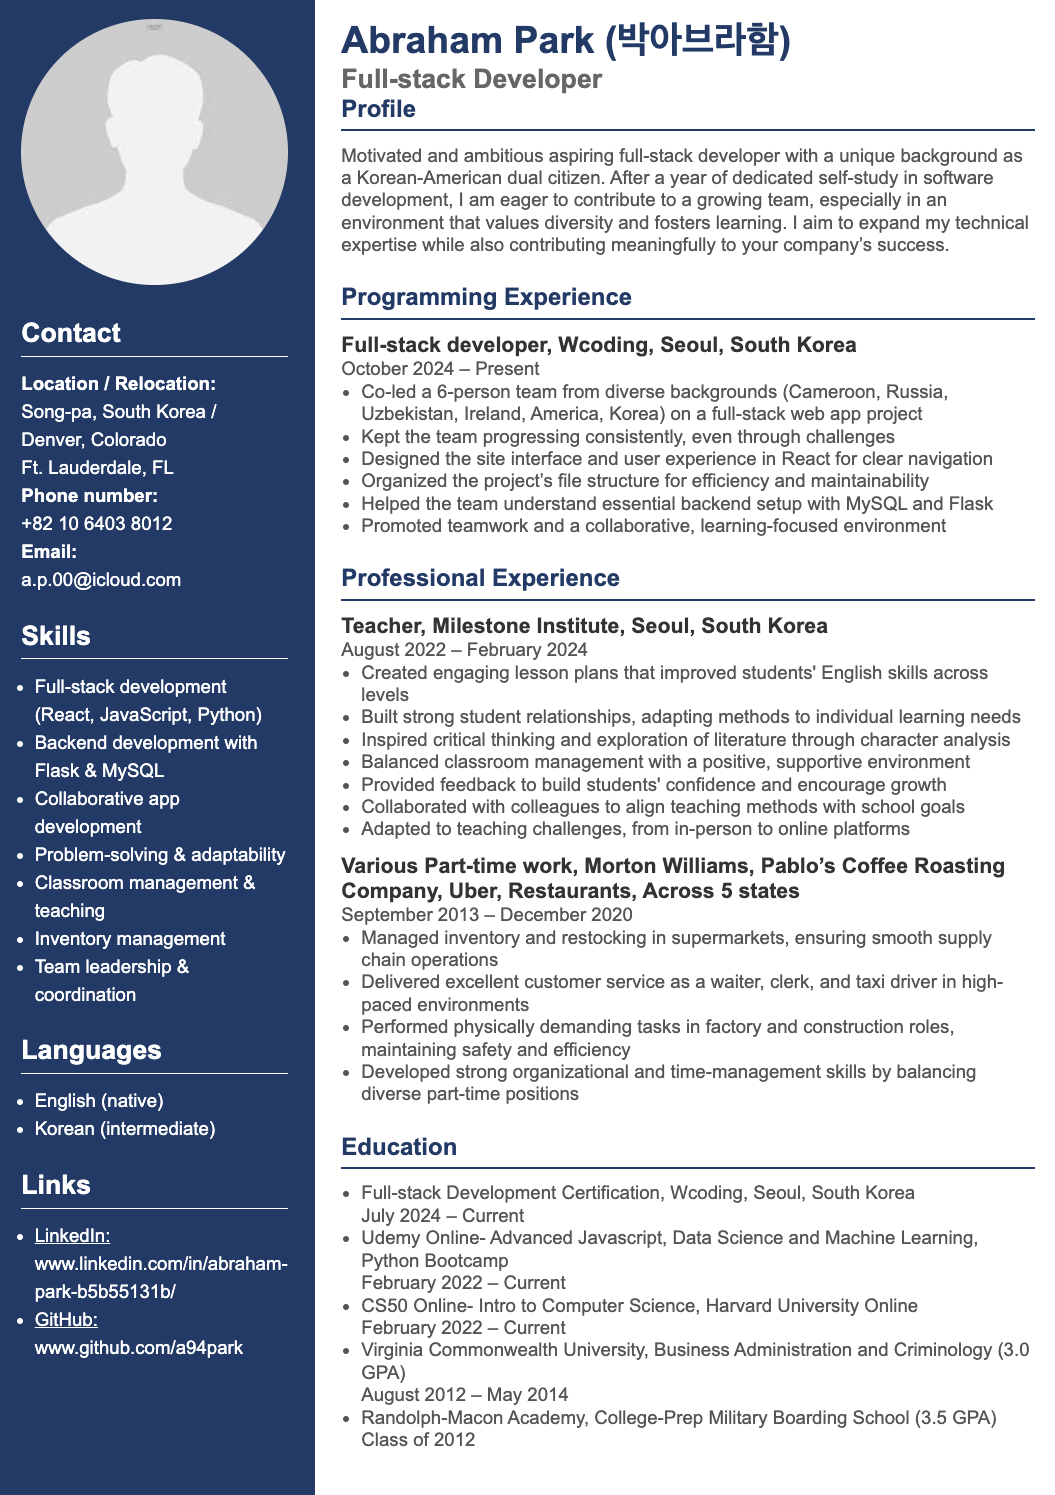 Abraham Park (박아브라함)
Full-stack Developer
Profile
Motivated and ambitious aspiring full-stack developer with a unique background as
a Korean-American dual citizen. After a year of dedicated self-study in software
development, I am eager to contribute to a growing team, especially in an
environment that values diversity and fosters learning. I aim to expand my technical
expertise while also contributing meaningfully to your company’s success.
Programming Experience
Full-stack developer, Wcoding, Seoul, South Korea
October 2024 – Present
• Co-led a 6-person team from diverse backgrounds (Cameroon, Russia,
Uzbekistan, Ireland, America, Korea) on a full-stack web app project
• Kept the team progressing consistently, even through challenges
• Designed the site interface and user experience in React for clear navigation
• Organized the project’s file structure for efficiency and maintainability
• Helped the team understand essential backend setup with MySQL and Flask
• Promoted teamwork and a collaborative, learning-focused environment
Professional Experience
Teacher, Milestone Institute, Seoul, South Korea
August 2022 – February 2024
• Created engaging lesson plans that improved students' English skills across
levels
• Built strong student relationships, adapting methods to individual learning needs
• Inspired critical thinking and exploration of literature through character analysis
• Balanced classroom management with a positive, supportive environment
• Provided feedback to build students' confidence and encourage growth
• Collaborated with colleagues to align teaching methods with school goals
• Adapted to teaching challenges, from in-person to online platforms
Various Part-time work, Morton Williams, Pablo’s Coffee Roasting
Company, Uber, Restaurants, Across 5 states
September 2013 – December 2020
• Managed inventory and restocking in supermarkets, ensuring smooth supply
chain operations
• Delivered excellent customer service as a waiter, clerk, and taxi driver in high-
paced environments
• Performed physically demanding tasks in factory and construction roles,
maintaining safety and efficiency
• Developed strong organizational and time-management skills by balancing
diverse part-time positions
Education
• Full-stack Development Certification, Wcoding, Seoul, South Korea
July 2024 – Current
• Udemy Online- Advanced Javascript, Data Science and Machine Learning,
Python Bootcamp
February 2022 – Current
• CS50 Online- Intro to Computer Science, Harvard University Online
February 2022 – Current
• Virginia Commonwealth University, Business Administration and Criminology (3.0
GPA)
August 2012 – May 2014
• Randolph-Macon Academy, College-Prep Military Boarding School (3.5 GPA)
Class of 2012
Contact
Location / Relocation:
Song-pa, South Korea /
Denver, Colorado
Ft. Lauderdale, FL
Phone number:
+82 10 6403 8012
Email:
a.p.00@icloud.com
Skills
• Full-stack development
(React, JavaScript, Python)
• Backend development with
Flask & MySQL
• Collaborative app
development
• Problem-solving & adaptability
• Classroom management &
teaching
• Inventory management
• Team leadership &
coordination
Languages
• English (native)
• Korean (intermediate)
Links
• LinkedIn:
www.linkedin.com/in/abraham-
park-b5b55131b/
• GitHub:
www.github.com/a94park